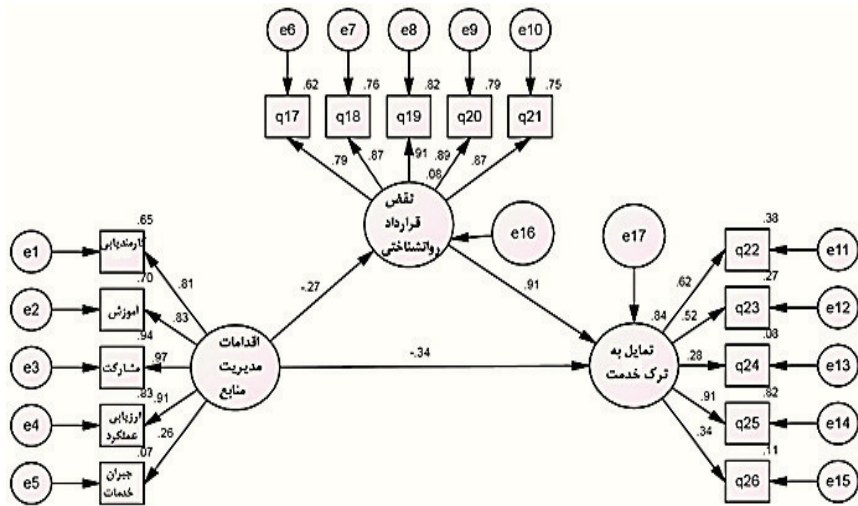 e6 e7 e8 e9 e10
.62 .76 .82 .79 .75
q17 q18 q19 q20 q21
.79 .87 .91 .89 .87
.08
نقض
قرارداد
روانشناختی
e16
e17
.65
e1 کارمندیابی
.81
.70
e2 آموزش
.83
.94
e3 مشارکت
.97
.83
e4 ارزیابی
عملکرد
.91
.07
e5 جبران
خدمات
.26
اقدامات
مدیریت
منابع
-.27
-.34
.91
.84
تمایل به
ترک خدمت
.38
.62 q22 e11
.27
.52 q23 e12
.08
.28 q24 e13
.82
.91 q25 e14
.11
.34 q26 e15